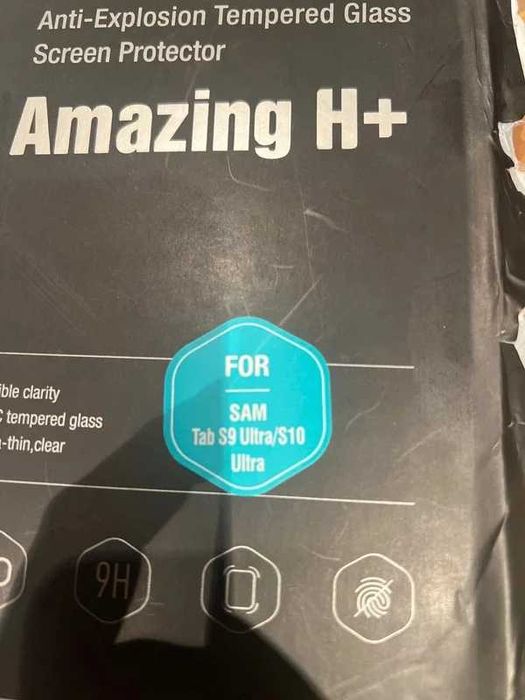 Anti-Explosion Tempered Glass
Screen Protector
Amazing H+
FOR
SAM
Tab S9 Ultra/S10
Ultra
clarity
tempered glass
-thin,clear
9H